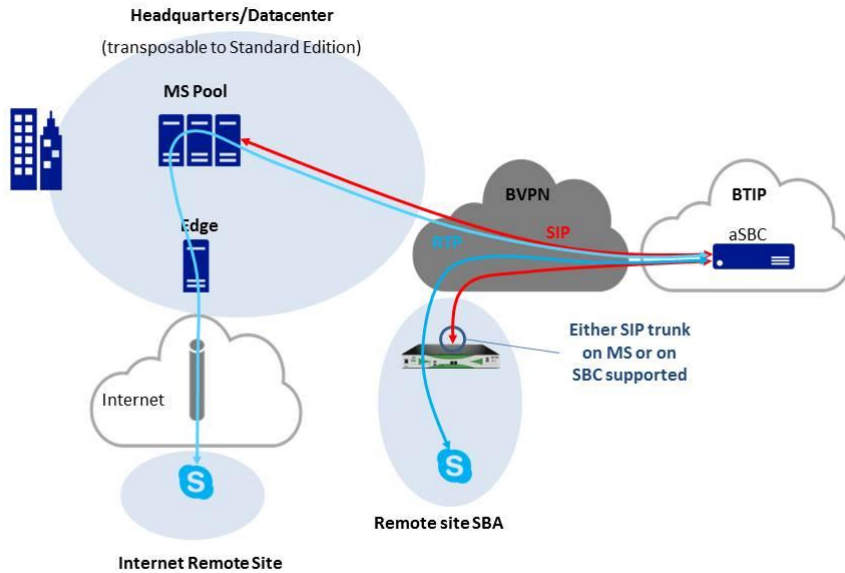 Headquarters/Datacenter
(transposable to Standard Edition)
MS Pool
BVPN
BTIP
Edge
RTP
SIP
aSBC
Either SIP trunk
on MS or on
SBC supported
Internet
Remote site SBA
Internet Remote Site